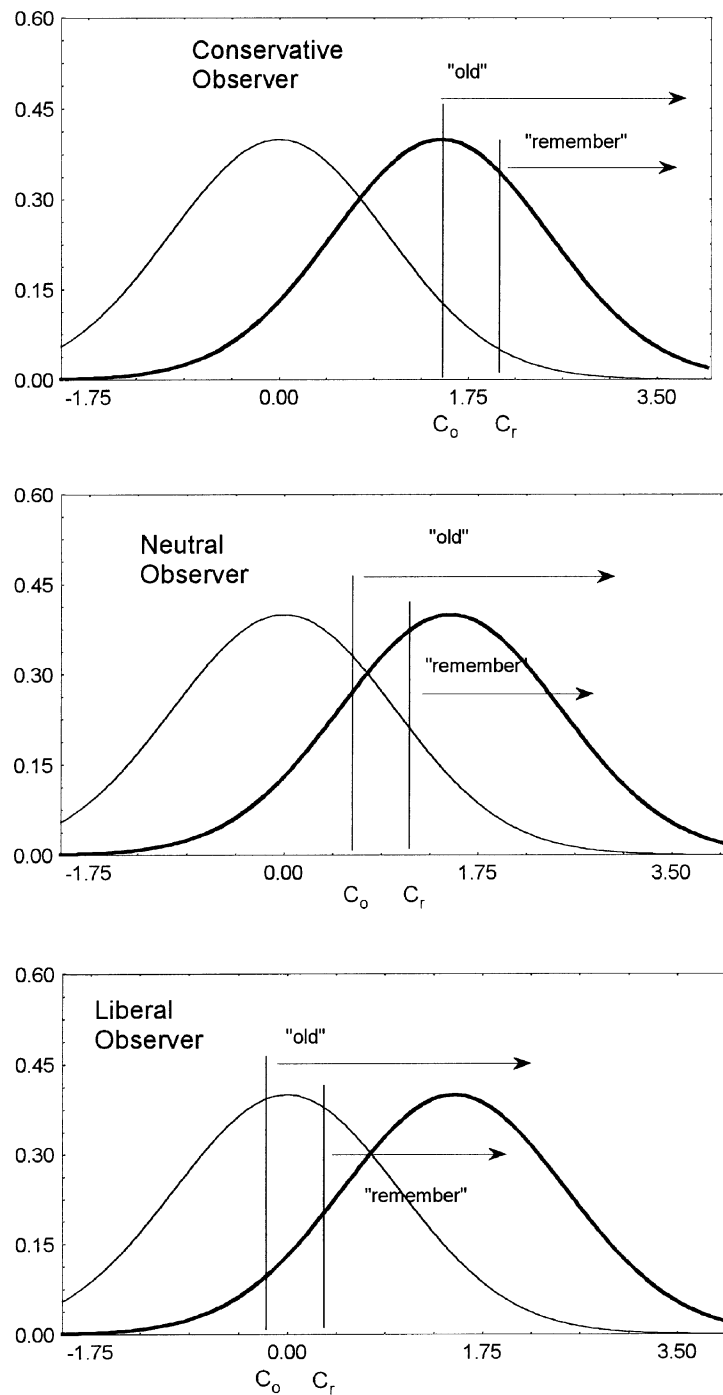 0.60
Conservative
Observer
"old"
0.45
"remember"
0.30
0.15
0.00
-1.75 0.00 1.75 3.50
Co Cr
0.60
Neutral
Observer
"old"
0.45
0.30
"remember"
0.15
0.00
-1.75 0.00 1.75 3.50
Co Cr
0.60
Liberal
Observer
"old"
0.45
0.30
"remember"
0.15
0.00
-1.75 0.00 1.75 3.50
Co Cr